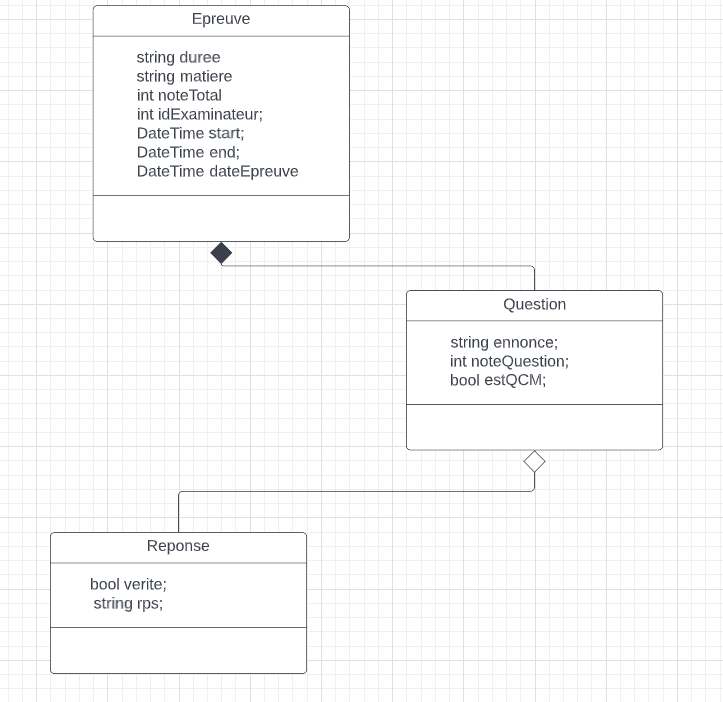 Epreuve
string duree
string matiere
int noteTotal
int idExaminateur;
DateTime start;
DateTime end;
DateTime dateEpreuve
Question
string ennonce;
int noteQuestion;
bool estQCM;
Reponse
bool verite;
string rps;